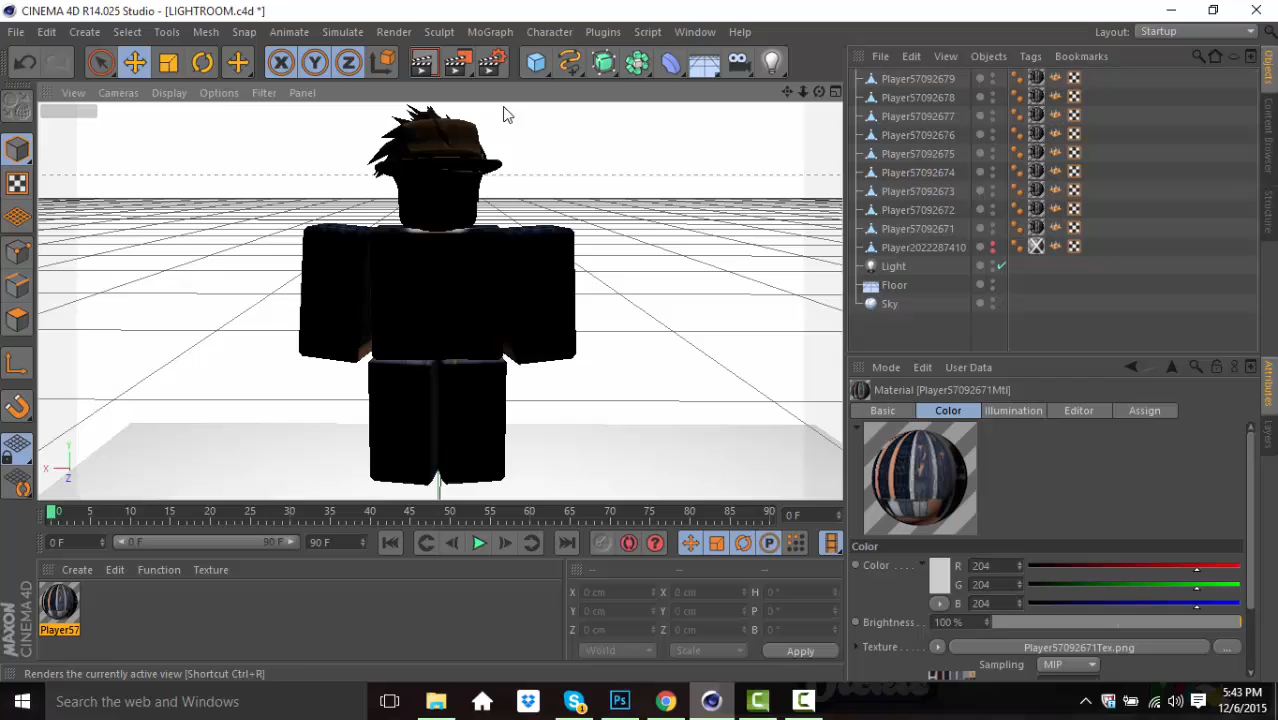 CINEMA 4D R14.025 Studio - [LIGHTROOM.c4d *]
File Edit Create Select Tools Mesh Snap Animate Simulate Render Sculpt MoGraph Character Plugins Script Window Help
Layout: Startup
File Edit View Objects Tags Bookmarks
View Cameras Display Options Filter Panel
Player57092679
Player57092678
Player57092677
Player57092676
Player57092675
Player57092674
Player57092673
Player57092672
Player57092671
Player2022287410
Light
Floor
Sky
Objects
Content Browser
Structure
Mode Edit User Data
Material [Player57092671Mtl]
Basic Color Illumination Editor Assign
Attributes
Layers
Color
Color R 204
G 204
B 204
Brightness 100 %
Texture Player57092671Tex.png ...
Sampling MIP
Y
X
Z
0 5 10 15 20 25 30 35 40 45 50 55 60 65 70 75 80 85 90 0 F
0 F 0 F 90 F 90 F
Create Edit Function Texture
Player57
-- -- --
X 0 cm X 0 cm H 0 °
Y 0 cm Y 0 cm P 0 °
Z 0 cm Z 0 cm B 0 °
World Scale Apply
MAXON
CINEMA 4D
Renders the currently active view [Shortcut Ctrl+R]
Search the web and Windows
5:43 PM
12/6/2015